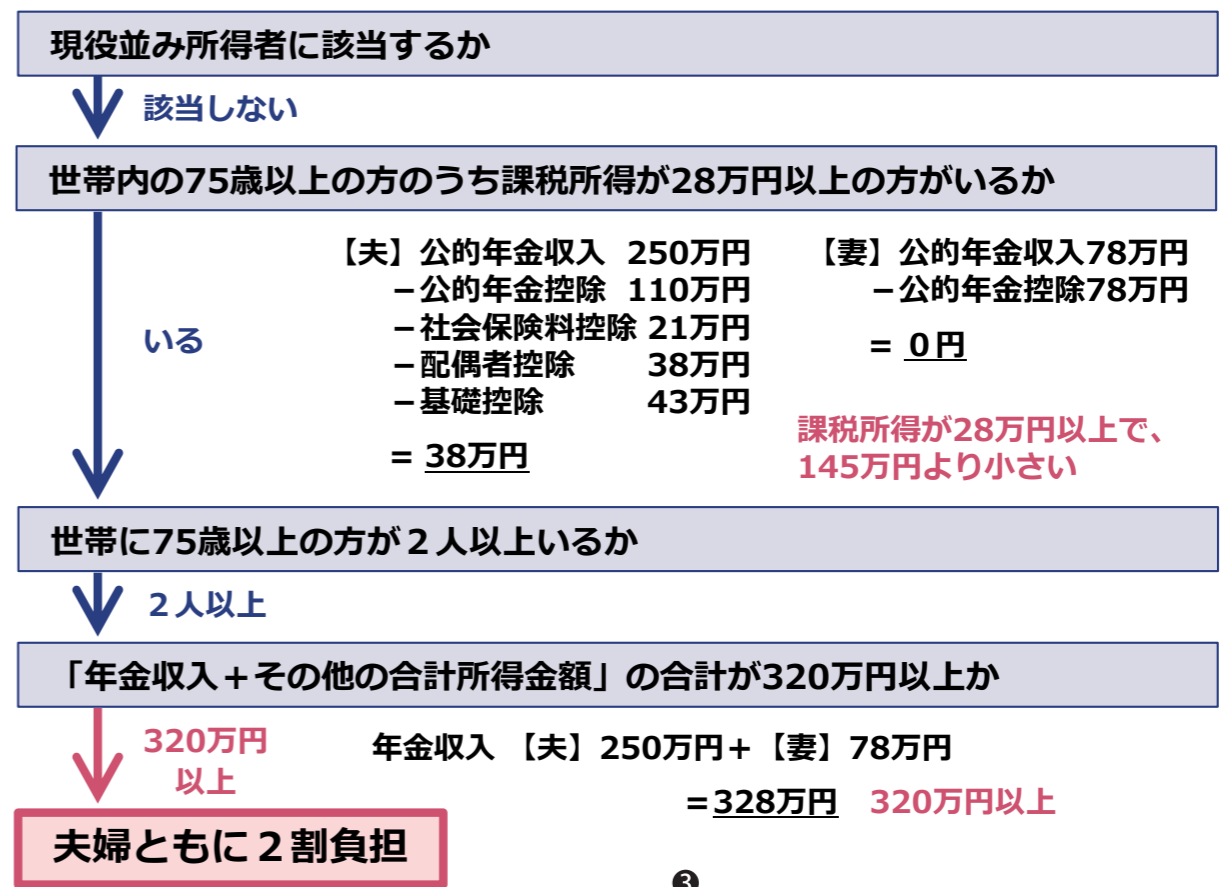 現役並み所得者に該当するか
該当しない
世帯内の75歳以上の方のうち課税所得が28万円以上の方がいるか
いる
【夫】公的年金収入 250万円
－公的年金控除 110万円
－社会保険料控除 21万円
－配偶者控除 38万円
－基礎控除 43万円
= 38万円
【妻】公的年金収入78万円
－公的年金控除78万円
= ０円
課税所得が28万円以上で、
145万円より小さい
世帯に75歳以上の方が２人以上いるか
２人以上
「年金収入＋その他の合計所得金額」の合計が320万円以上か
320万円
以上
年金収入 【夫】250万円＋【妻】78万円
=328万円 320万円以上
夫婦ともに２割負担
❸